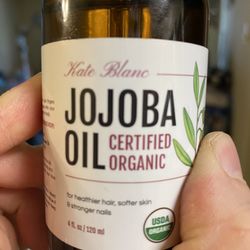 Kate Blanc
JOJOBA
OIL CERTIFIED
ORGANIC
for healthier hair, softer skin
& stronger nails
4 fl. oz / 120 ml
USDA
ORGANIC